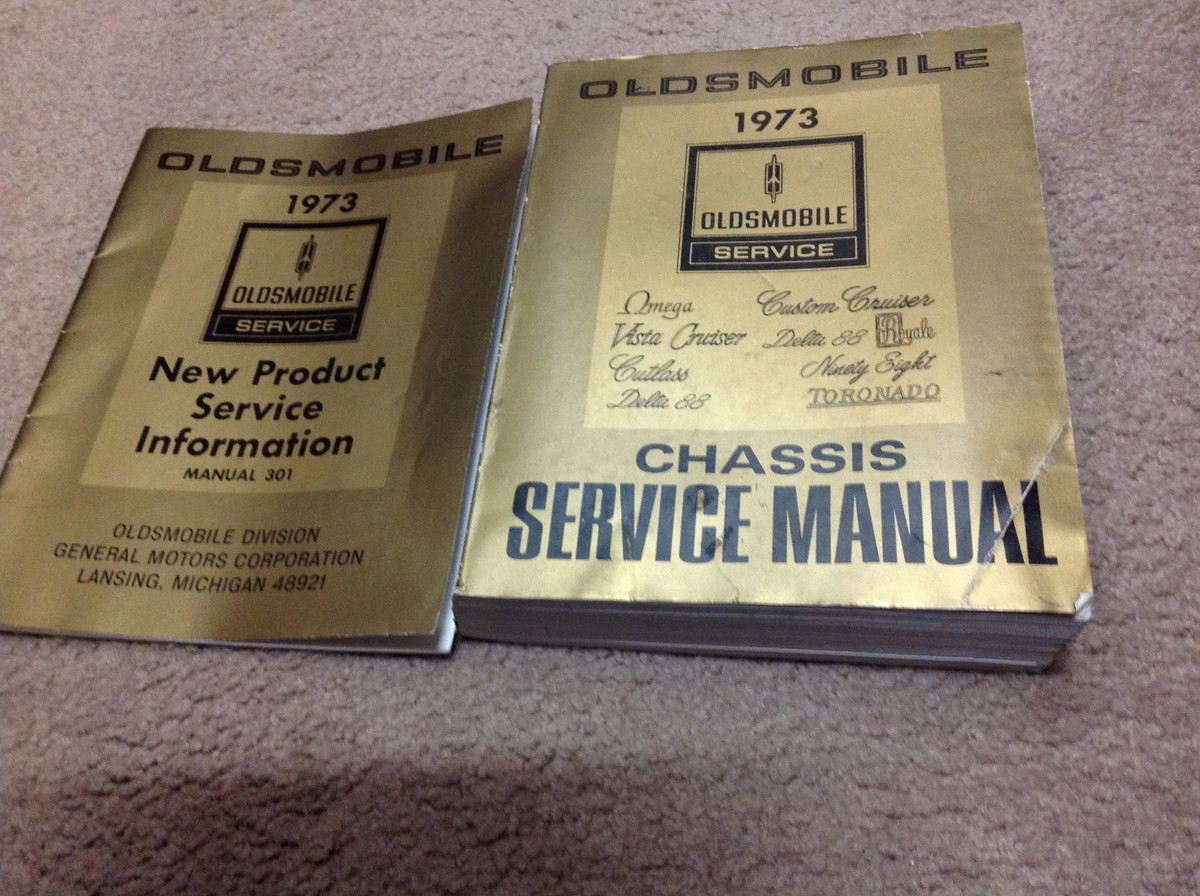 OLDSMOBILE
1973
OLDSMOBILE
SERVICE
New Product
Service
Information
MANUAL 301
OLDSMOBILE DIVISION
GENERAL MOTORS CORPORATION
LANSING, MICHIGAN 48921
OLDSMOBILE
1973
OLDSMOBILE
SERVICE
Omega
Vista Cruiser
Cutlass
Delta 88
Custom Cruiser
Delta 88 Royale
Ninety Eight
TORONADO
CHASSIS
SERVICE MANUAL